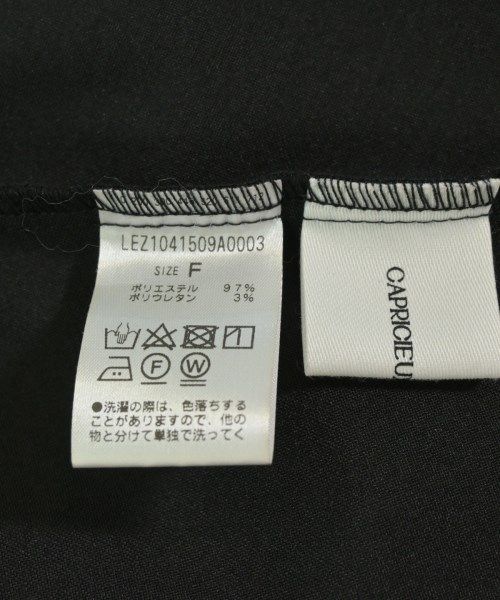 LEZ1041509A0003
SIZE F
ポリエステル 97%
ポリウレタン 3%
F W
●洗濯の際は、色落ちする
ことがありますので、他の
物と分けて単独で洗ってく
CAPRICIEU